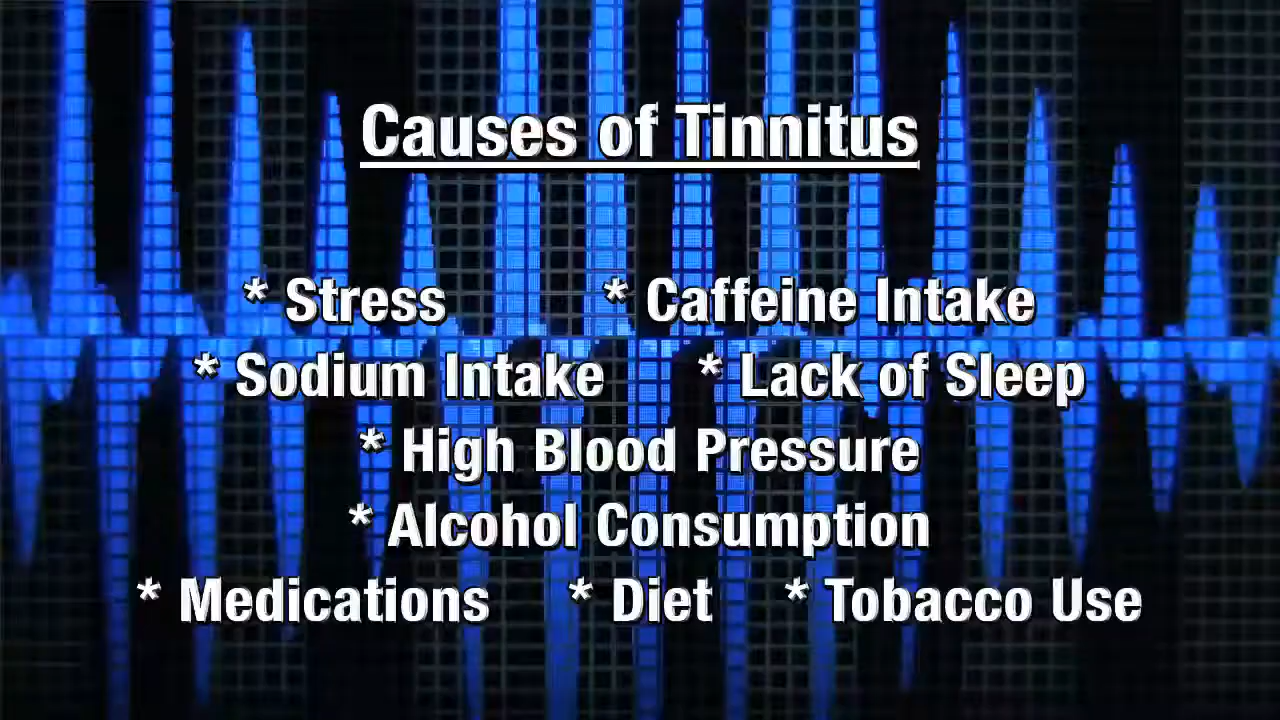 Causes of Tinnitus
* Stress * Caffeine Intake
* Sodium Intake * Lack of Sleep
* High Blood Pressure
* Alcohol Consumption
* Medications * Diet * Tobacco Use